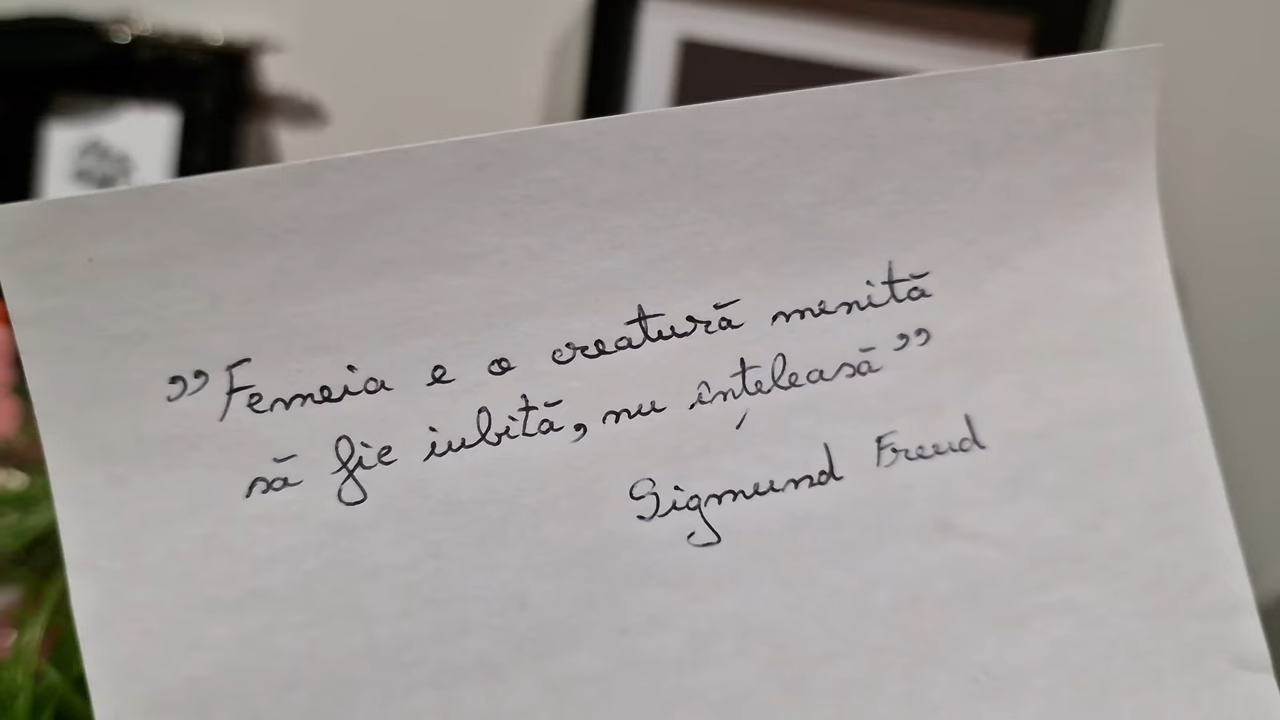 ”Femeia e o creatură menită
să fie iubită, nu înțeleasă”
Sigmund Freud